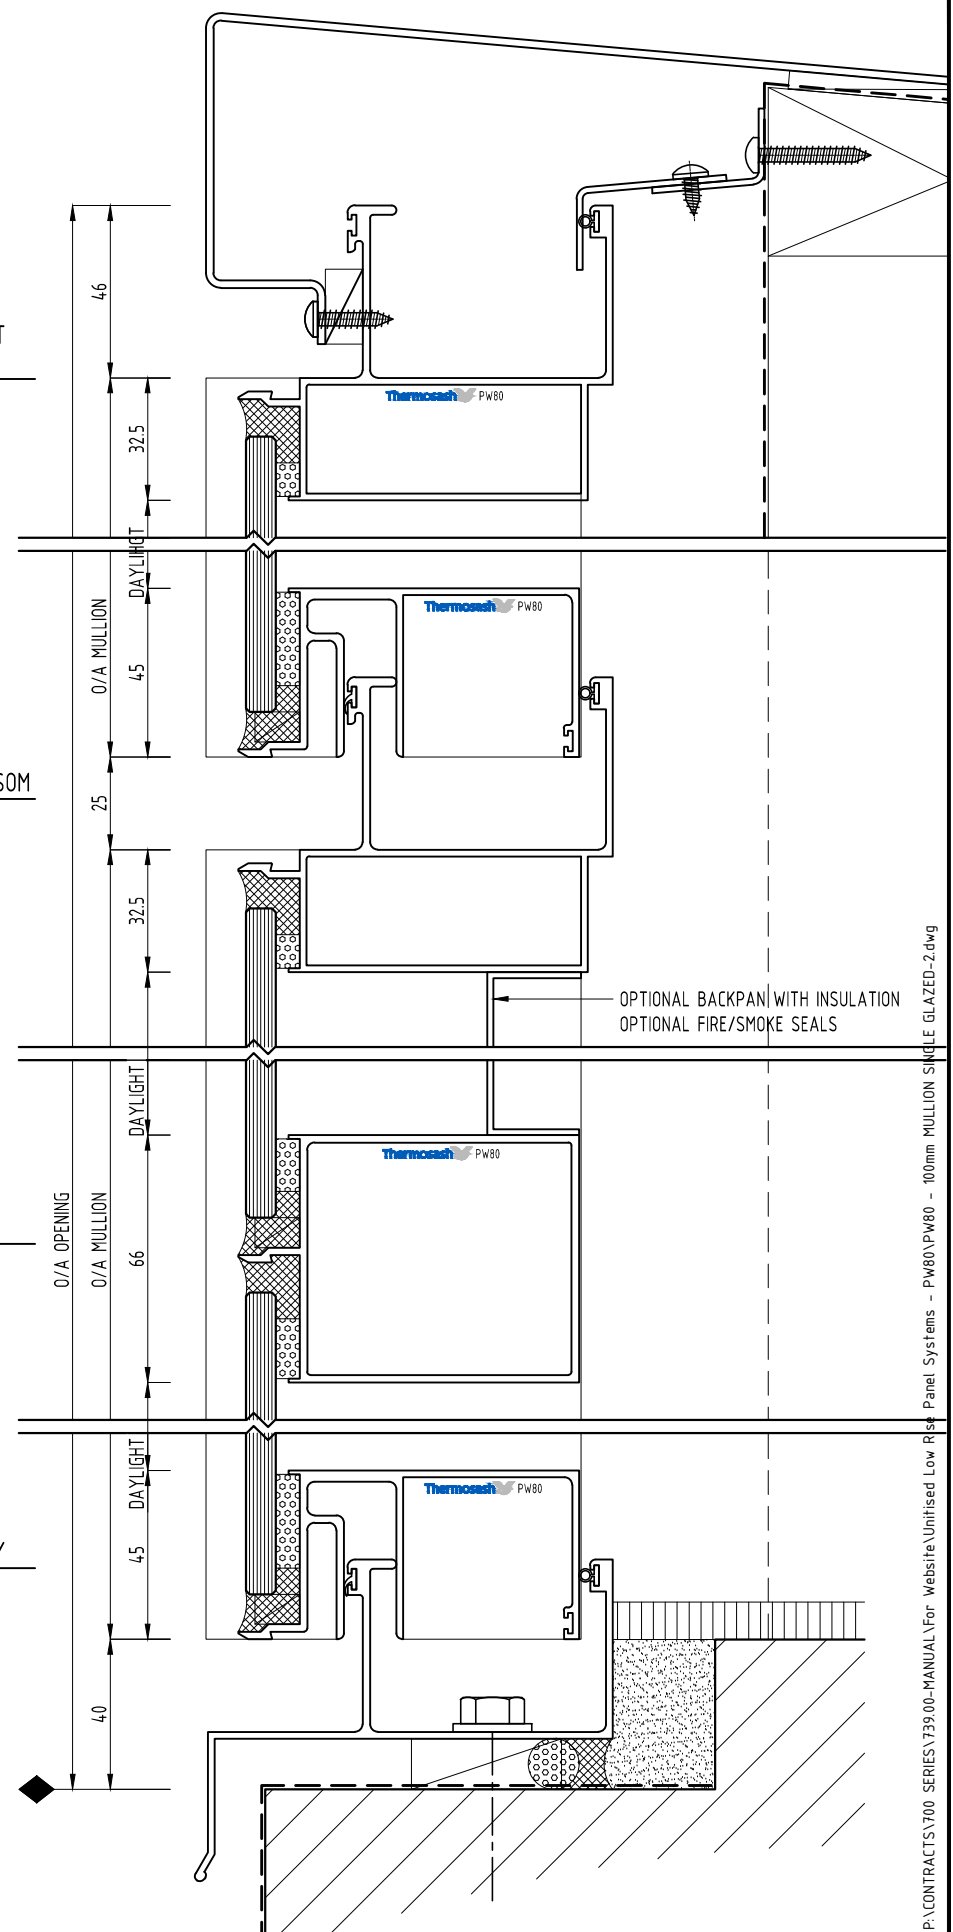 46
T
Thermosash PW80
32.5
DAYLIHGT
O/A MULLION
Thermosash PW80
45
SOM
25
32.5
OPTIONAL BACKPAN WITH INSULATION
OPTIONAL FIRE/SMOKE SEALS
DAYLIGHT
Thermosash PW80
O/A OPENING
O/A MULLION
66
DAYLIGHT
Thermosash PW80
45
40
P:\CONTRACTS\700 SERIES\739.00-MANUAL\For Website\Unitised Low Rise Panel Systems - PW80\PW80 - 100mm MULLION SINGLE GLAZED-2.dwg